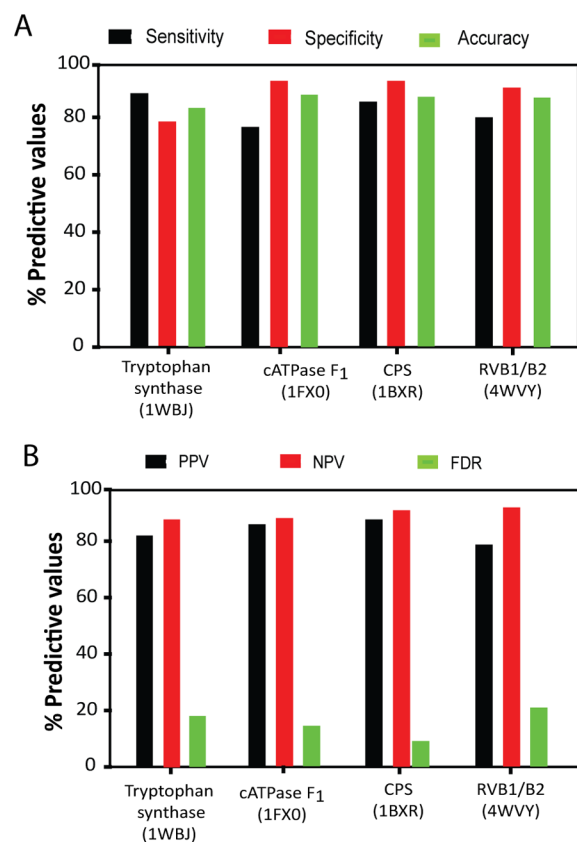 A
Sensitivity Specificity Accuracy
% Predictive values
100
80
60
40
20
0
Tryptophan synthase (1WBJ)
cATPase F1 (1FX0)
CPS (1BXR)
RVB1/B2 (4WVY)
B
PPV NPV FDR
% Predictive values
100
80
60
40
20
0
Tryptophan synthase (1WBJ)
cATPase F1 (1FX0)
CPS (1BXR)
RVB1/B2 (4WVY)